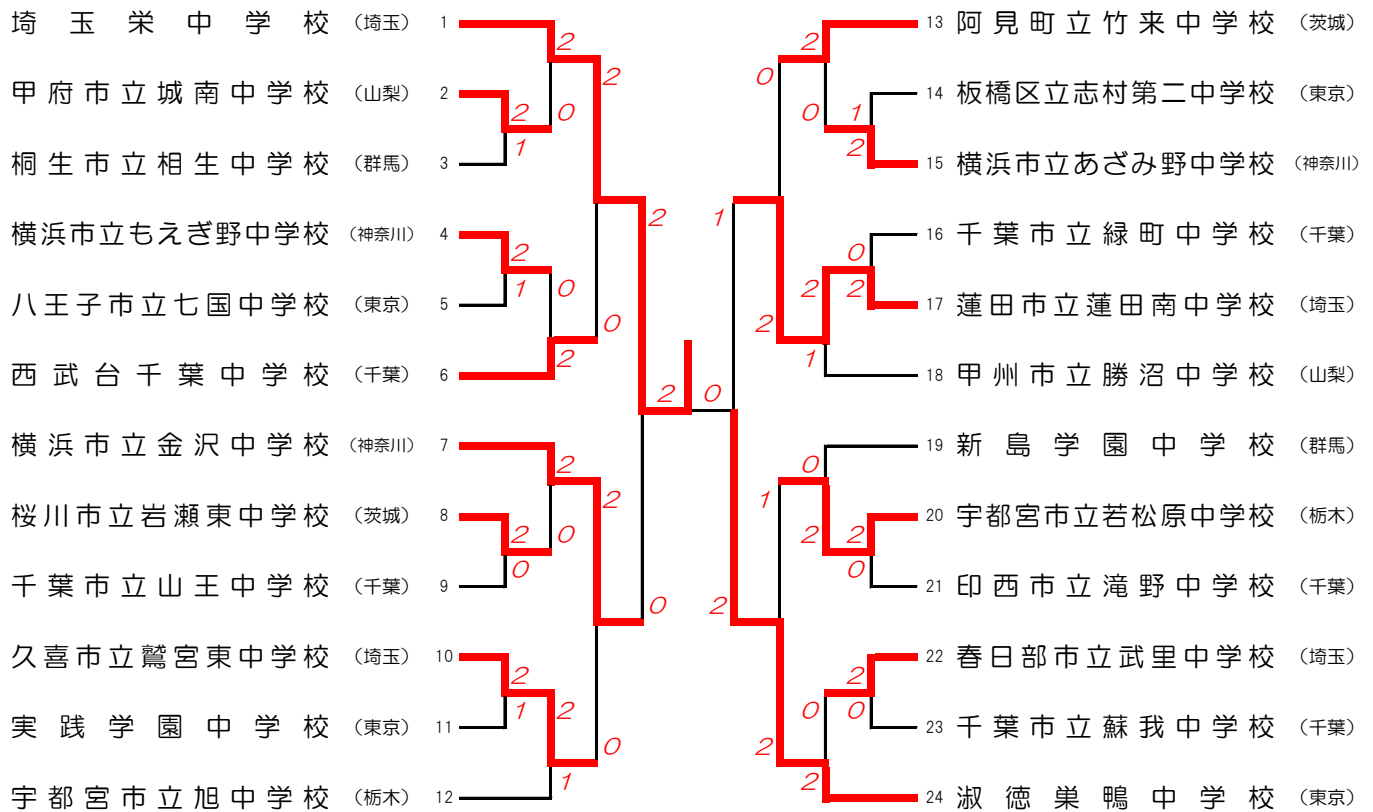 埼玉栄中学校 (埼玉) 1
甲府市立城南中学校 (山梨) 2
桐生市立相生中学校 (群馬) 3
横浜市立もえぎ野中学校 (神奈川) 4
八王子市立七国中学校 (東京) 5
西武台千葉中学校 (千葉) 6
横浜市立金沢中学校 (神奈川) 7
桜川市立岩瀬東中学校 (茨城) 8
千葉市立山王中学校 (千葉) 9
久喜市立鷲宮東中学校 (埼玉) 10
実践学園中学校 (東京) 11
宇都宮市立旭中学校 (栃木) 12
2
2
2 0
1
2
2
1 0
0
2
2 0
2
2
2 0
0
0
2
1 2
0
1
13 阿見町立竹来中学校 (茨城)
14 板橋区立志村第二中学校 (東京)
15 横浜市立あざみ野中学校 (神奈川)
16 千葉市立緑町中学校 (千葉)
17 蓮田市立蓮田南中学校 (埼玉)
18 甲州市立勝沼中学校 (山梨)
19 新島学園中学校 (群馬)
20 宇都宮市立若松原中学校 (栃木)
21 印西市立滝野中学校 (千葉)
22 春日部市立武里中学校 (埼玉)
23 千葉市立蘇我中学校 (千葉)
24 淑徳巣鴨中学校 (東京)
2
0
0 1
2
1
0
2 2
2
1
0
0
1
2 2
0
2
2
0 0
2
2